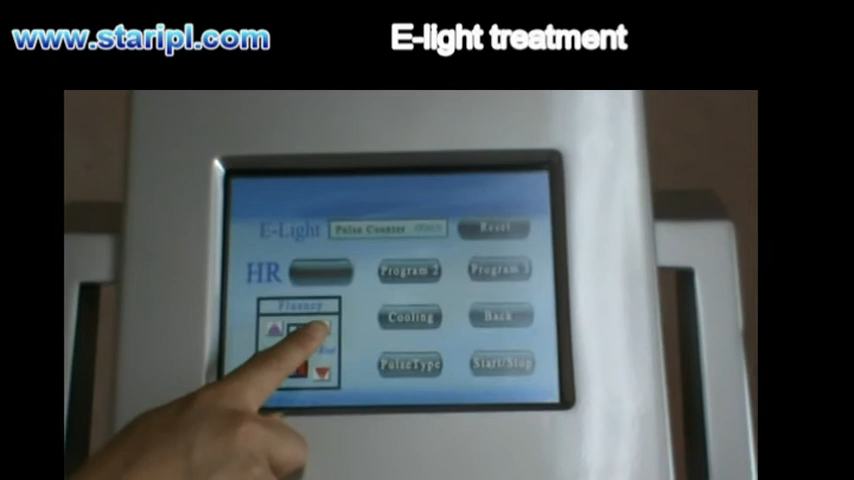 www.staripl.com
E-light treatment
E-Light Pulse Counter Reset
HR Program 2 Program 3
Fluency
Cooling Back
PulseType Start/Stop